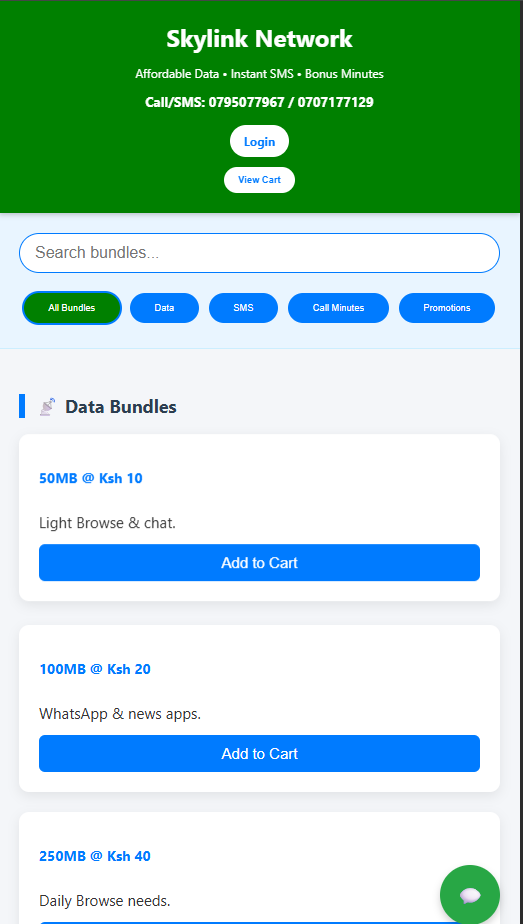 Skylink Network
Affordable Data • Instant SMS • Bonus Minutes
Call/SMS: 0795077967 / 0707177129
Login
View Cart
Search bundles...
All Bundles Data SMS Call Minutes Promotions
Data Bundles
50MB @ Ksh 10
Light Browse & chat.
Add to Cart
100MB @ Ksh 20
WhatsApp & news apps.
Add to Cart
250MB @ Ksh 40
Daily Browse needs.